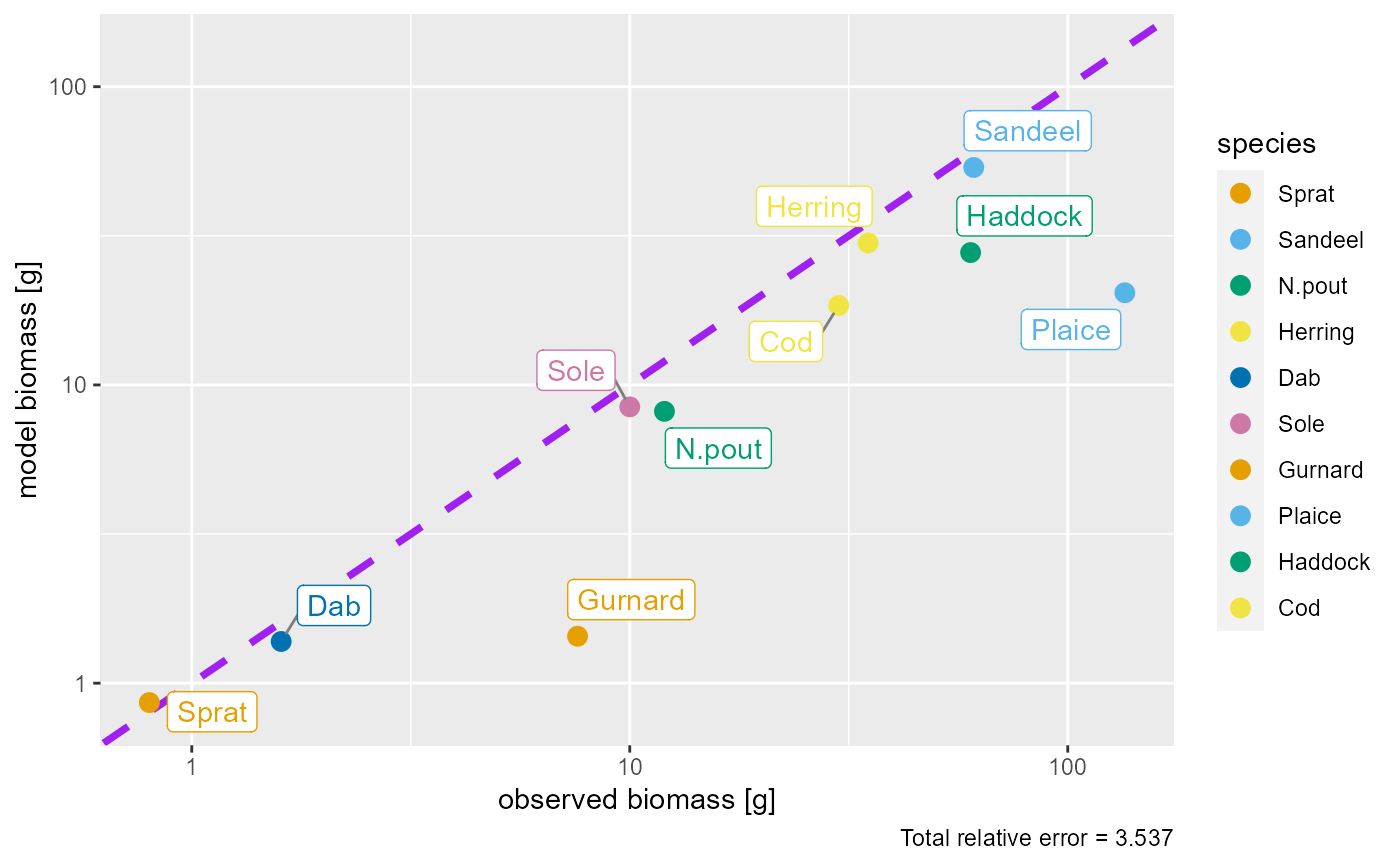 100
10
1
model biomass [g]
Sandeel
Herring
Haddock
Plaice
Cod
Sole
N.pout
Gurnard
Dab
Sprat
1
10
100
observed biomass [g]
Total relative error = 3.537
species
Sprat
Sandeel
N.pout
Herring
Dab
Sole
Gurnard
Plaice
Haddock
Cod